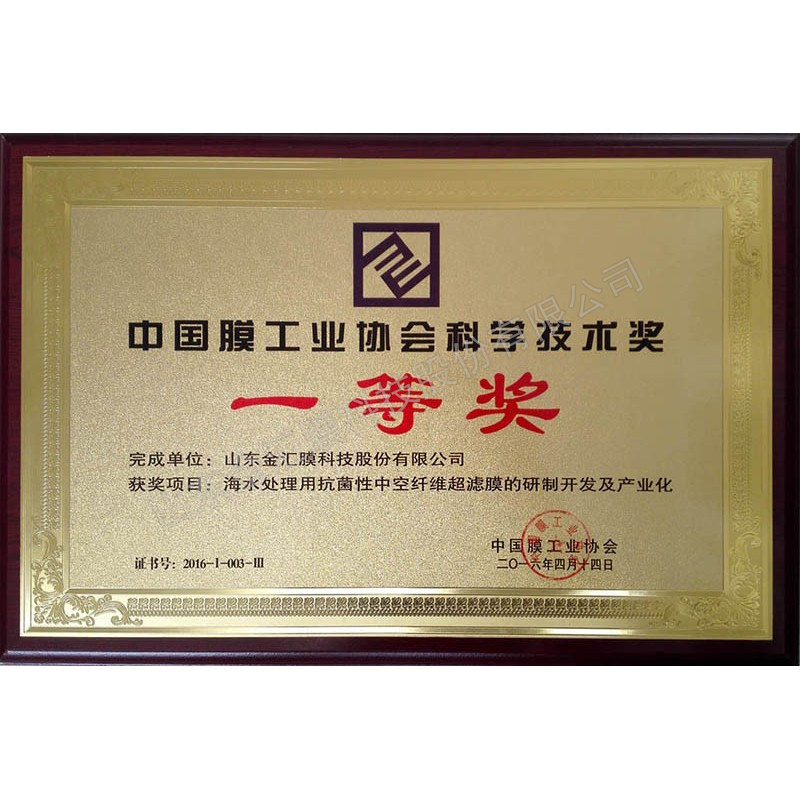 中国膜工业协会科学技术奖
一等奖
完成单位：山东金汇膜科技股份有限公司
获奖项目：海水处理用抗菌性中空纤维超滤膜的研制开发及产业化
中国膜工业协会
证书号：2016-I-003-III
二〇一六年四月十四日